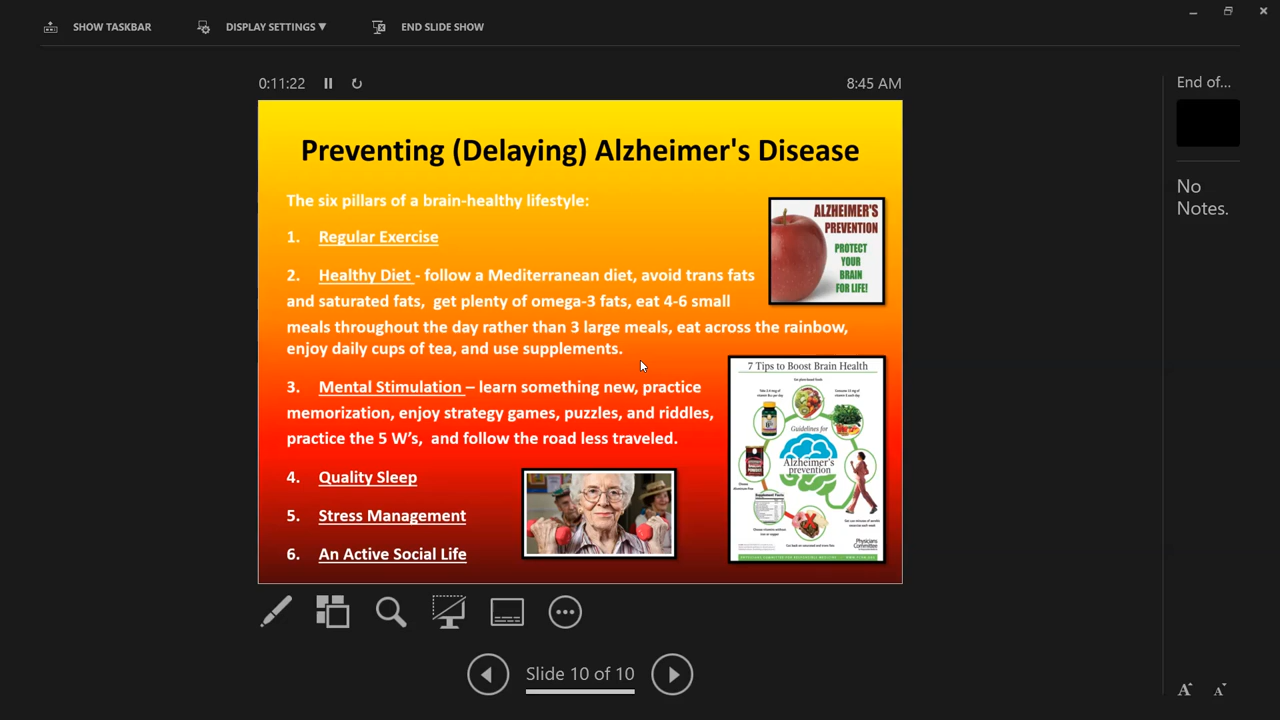 SHOW TASKBAR
DISPLAY SETTINGS ▼
END SLIDE SHOW
0:11:22
8:45 AM
End of...
Preventing (Delaying) Alzheimer's Disease
The six pillars of a brain-healthy lifestyle:
1. Regular Exercise
2. Healthy Diet - follow a Mediterranean diet, avoid trans fats
and saturated fats, get plenty of omega-3 fats, eat 4-6 small
meals throughout the day rather than 3 large meals, eat across the rainbow,
enjoy daily cups of tea, and use supplements.
3. Mental Stimulation – learn something new, practice
memorization, enjoy strategy games, puzzles, and riddles,
practice the 5 W’s, and follow the road less traveled.
4. Quality Sleep
5. Stress Management
6. An Active Social Life
ALZHEIMER'S
PREVENTION
PROTECT
YOUR
BRAIN
FOR LIFE!
7 Tips to Boost Brain Health
Guidelines for
Alzheimer's
prevention
Physicians
Committee
No
Notes.
Slide 10 of 10
A
A